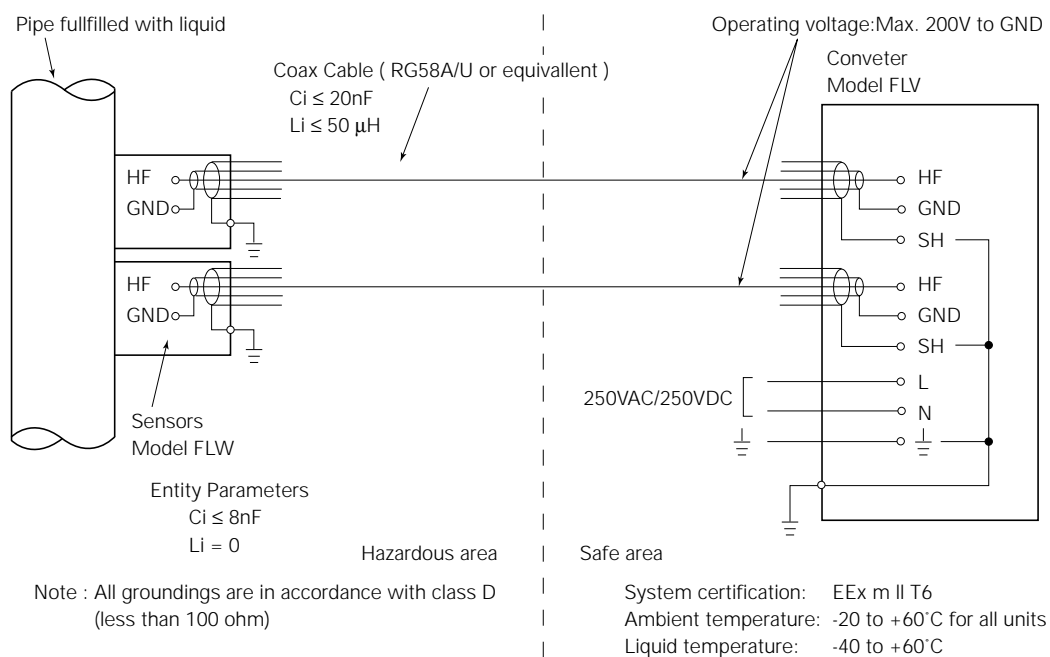 Pipe fullfilled with liquid
Operating voltage:Max. 200V to GND
Coax Cable ( RG58A/U or equivallent )
Ci ≤ 20nF
Li ≤ 50 μH
Conveter
Model FLV
HF
GND
HF
GND
HF
GND
SH
HF
GND
SH
L
N
250VAC/250VDC
Sensors
Model FLW
Entity Parameters
Ci ≤ 8nF
Li = 0
Hazardous area
Safe area
Note : All groundings are in accordance with class D
(less than 100 ohm)
System certification: EEx m II T6
Ambient temperature: -20 to +60˚C for all units
Liquid temperature: -40 to +60˚C